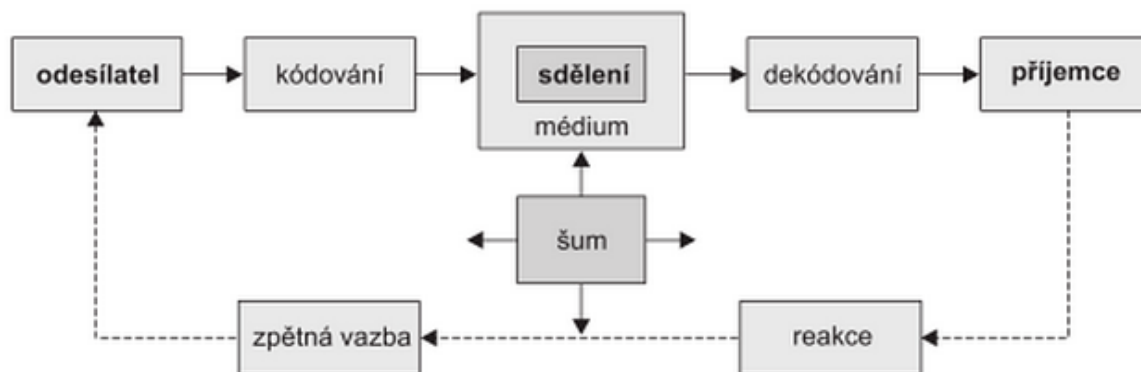 odesílatel
kódování
sdělení
médium
dekódování
příjemce
šum
zpětná vazba
reakce